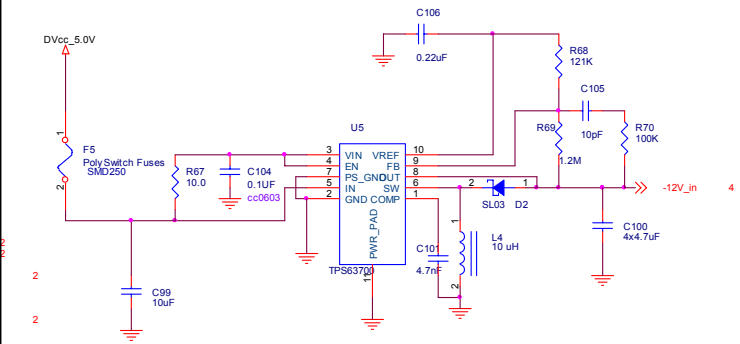 C106
DVcc_5.0V
0.22uF
R68
121K
C105
10pF
R69
1.2M
R70
100K
U5
1
F5
PolySwitch Fuses
SMD250
2
R67
10.0
C104
0.1UF
cc0603
3 VIN VREF 10
4 EN FB 9
7 PS_GND OUT 8
5 IN SW 6
2 GND COMP 1
PWR_PAD
TPS63700
11
2 1
SL03 D2
-12V_in 4
C100
4x4.7uF
C101
4.7nF
1
L4
10 uH
2
C99
10uF
2
2
2
2